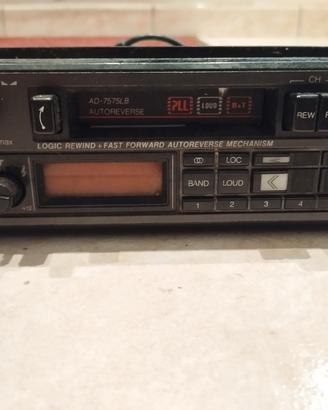 CH
AD-7575LB
AUTOREVERSE
PLL LOUD
REW
LOGIC REWIND + FAST FORWARD AUTOREVERSE MECHANISM
LOC
BAND LOUD
1 2 3 4